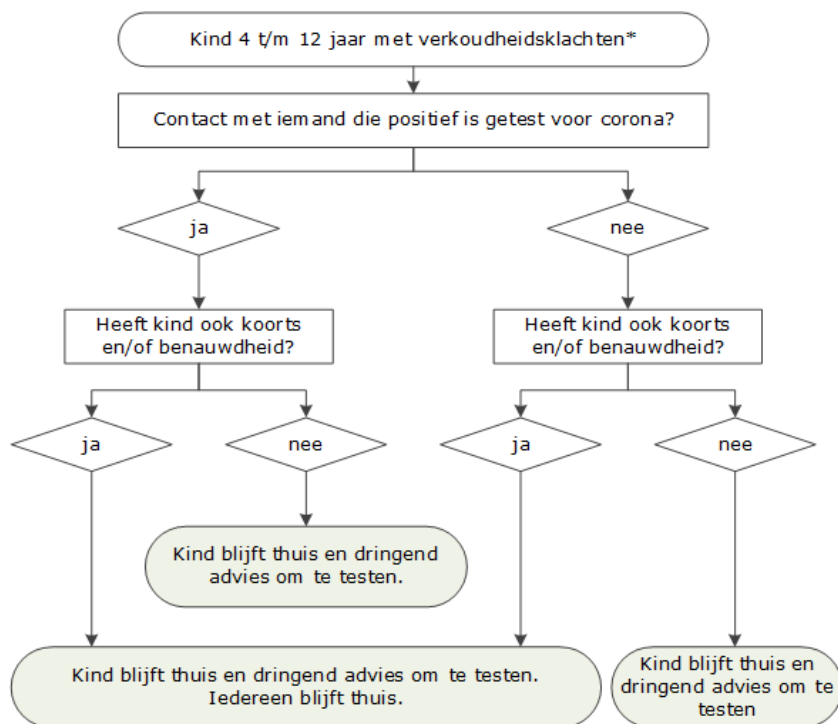 Kind 4 t/m 12 jaar met verkoudheidsklachten*
Contact met iemand die positief is getest voor corona?
ja
nee
Heeft kind ook koorts
en/of benauwdheid?
Heeft kind ook koorts
en/of benauwdheid?
ja
nee
ja
nee
Kind blijft thuis en dringend
advies om te testen.
Kind blijft thuis en dringend advies om te testen.
Iedereen blijft thuis.
Kind blijft thuis en
dringend advies om te
testen